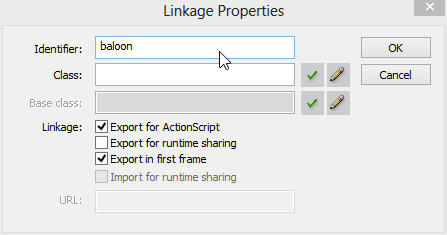 Linkage Properties
Identifier: baloon OK
Class: Cancel
Base class:
Linkage: Export for ActionScript
Export for runtime sharing
Export in first frame
Import for runtime sharing
URL: